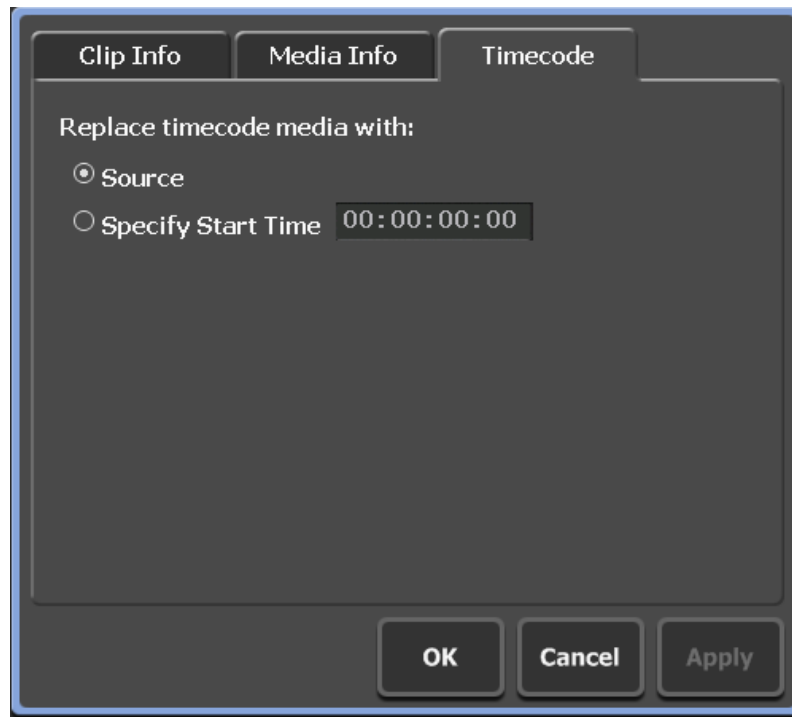 Clip Info Media Info Timecode
Replace timecode media with:
Source
Specify Start Time 00:00:00:00
OK Cancel Apply